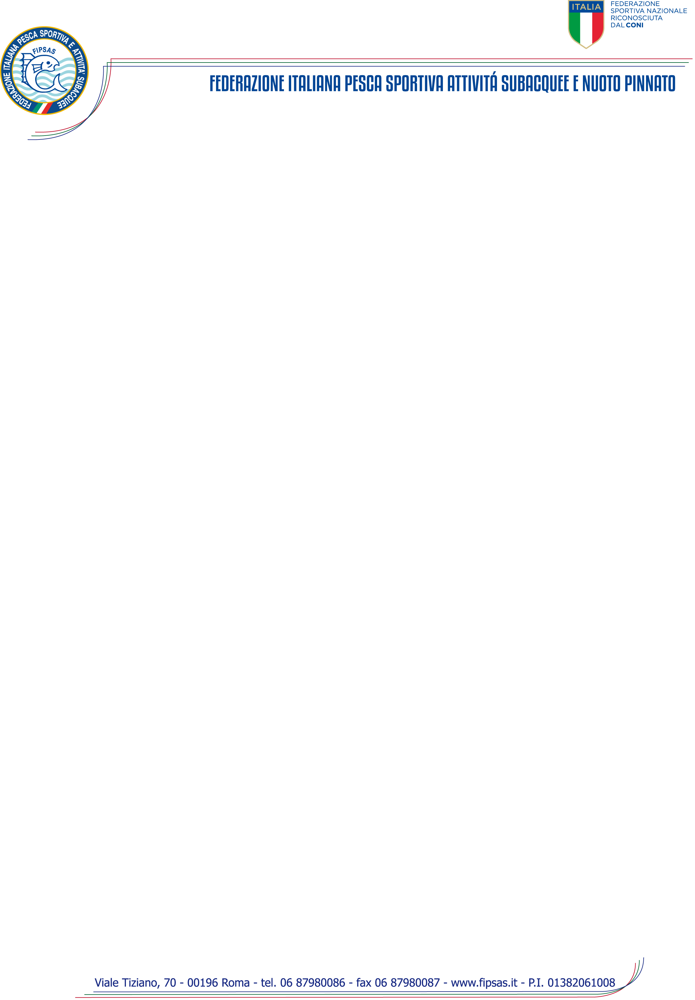 ITALIA
FEDERAZIONE
SPORTIVA NAZIONALE
RICONOSCIUTA
DAL CONI
FEDERAZIONE ITALIANA PESCA SPORTIVA E ATTIVITA' SUBACQUEE
FIPSAS
FEDERAZIONE ITALIANA PESCA SPORTIVA ATTIVITÁ SUBACQUEE E NUOTO PINNATO
Viale Tiziano, 70 - 00196 Roma - tel. 06 87980086 - fax 06 87980087 - www.fipsas.it - P.I. 01382061008